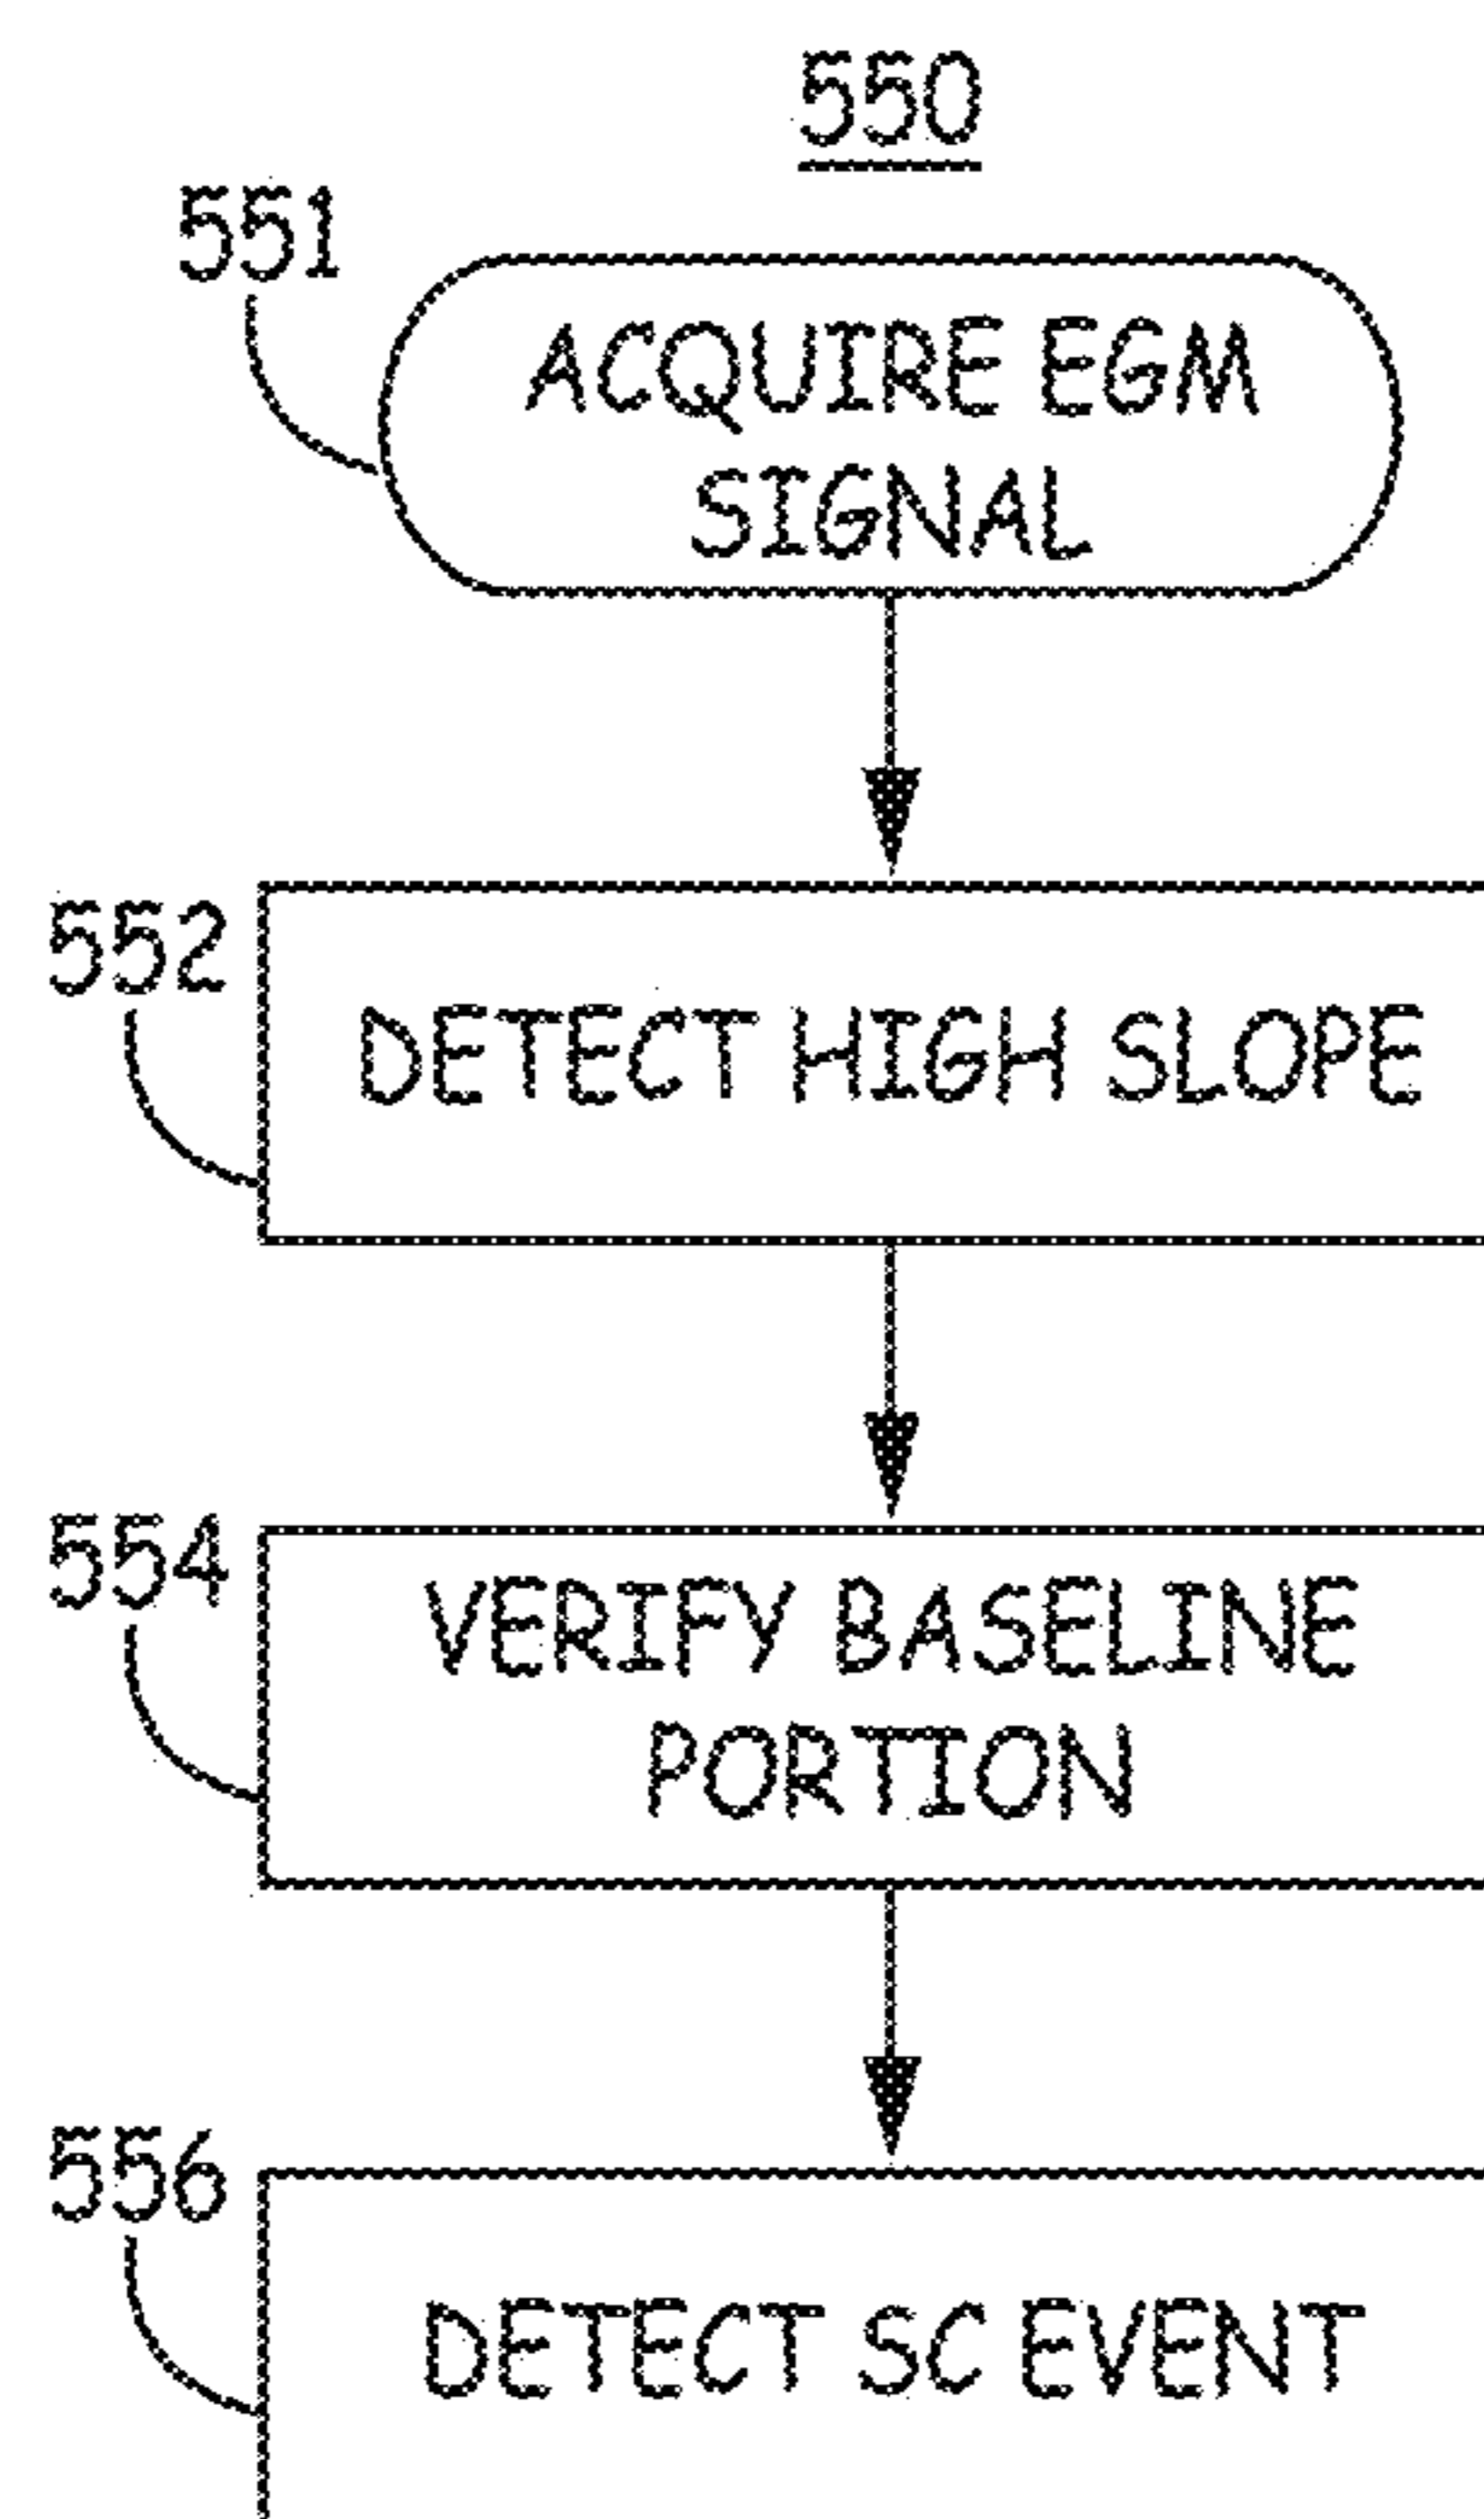 550
551
ACQUIRE EGM
SIGNAL
552
DETECT HIGH SLOPE
554
VERIFY BASELINE
PORTION
556
DETECT SC EVENT